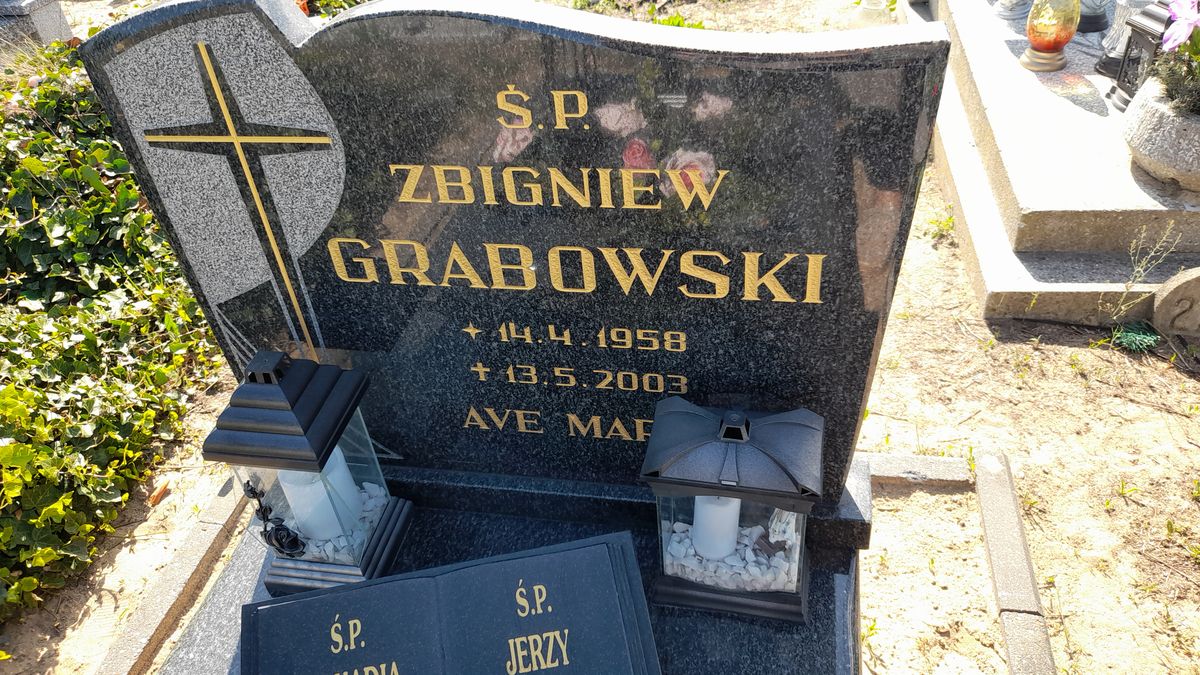 Ś.P.
ZBIGNIEW
GRABOWSKI
14.4.1958
13.5.2003
AVE
Ś.P.
Ś.P.
JERZY